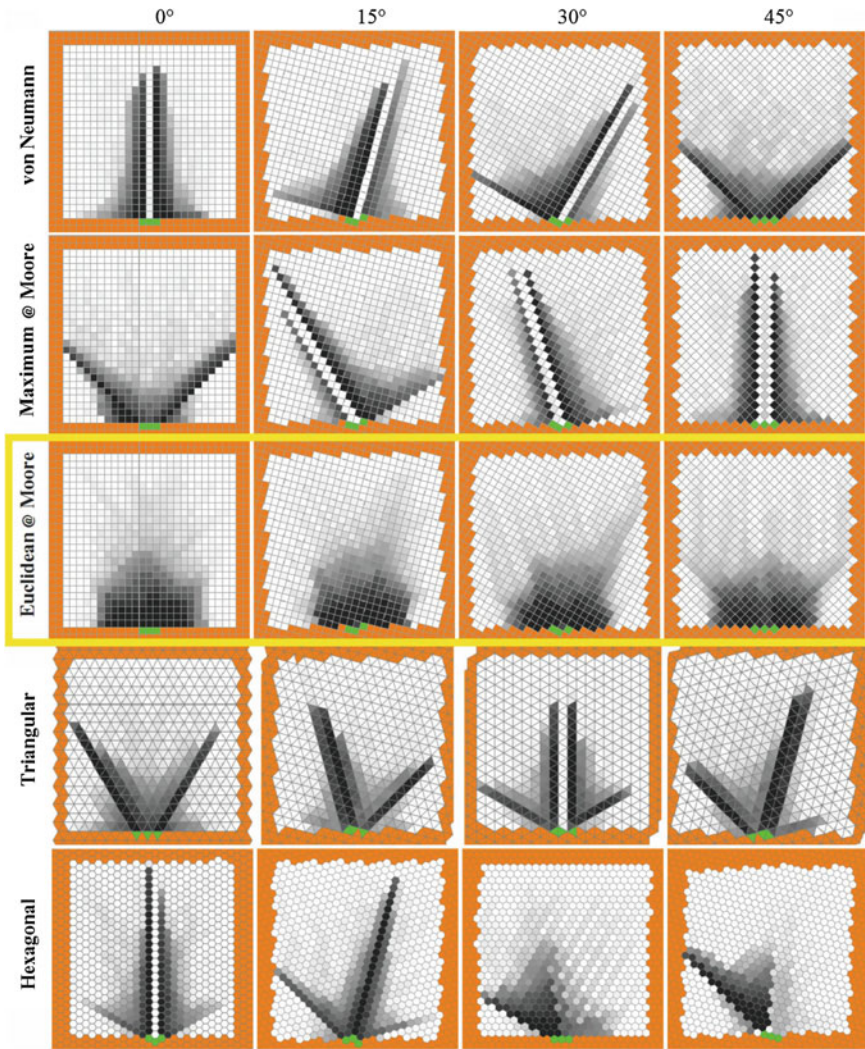 0° 15° 30° 45°
von Neumann
Maximum @ Moore
Euclidean @ Moore
Triangular
Hexagonal